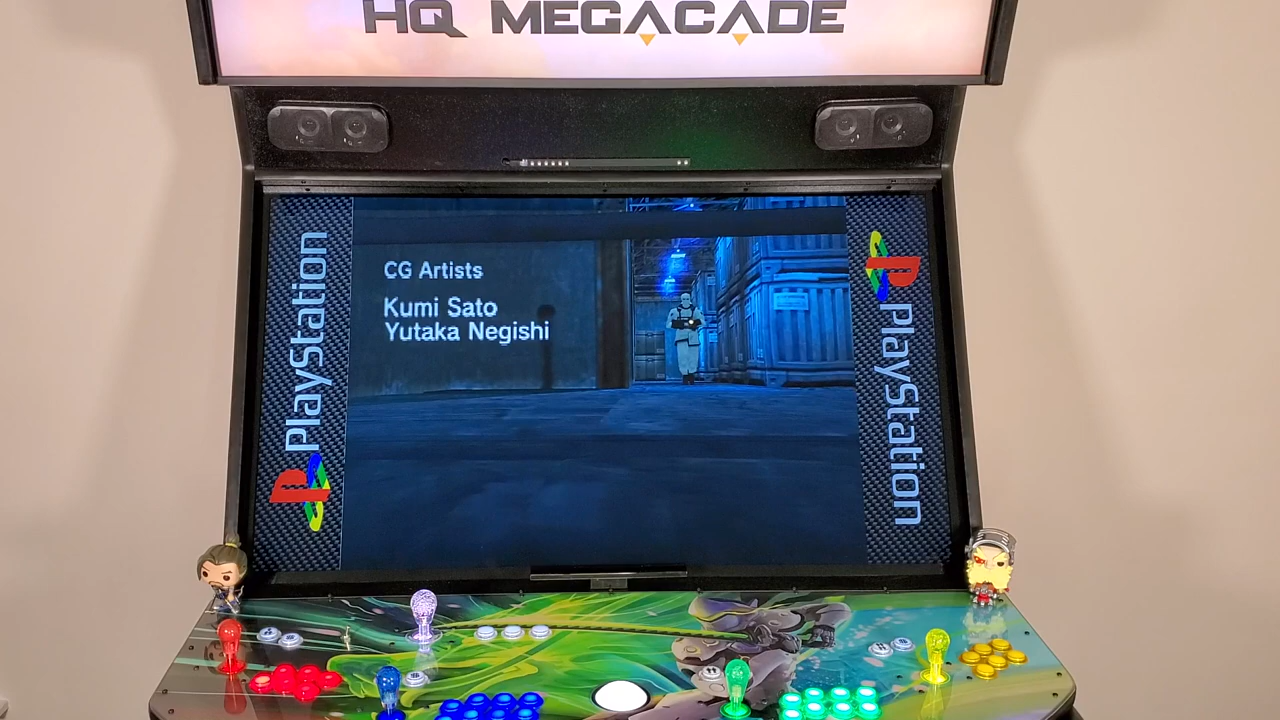 HQ MEGACADE
PlayStation
CG Artists
Kumi Sato
Yutaka Negishi
PlayStation